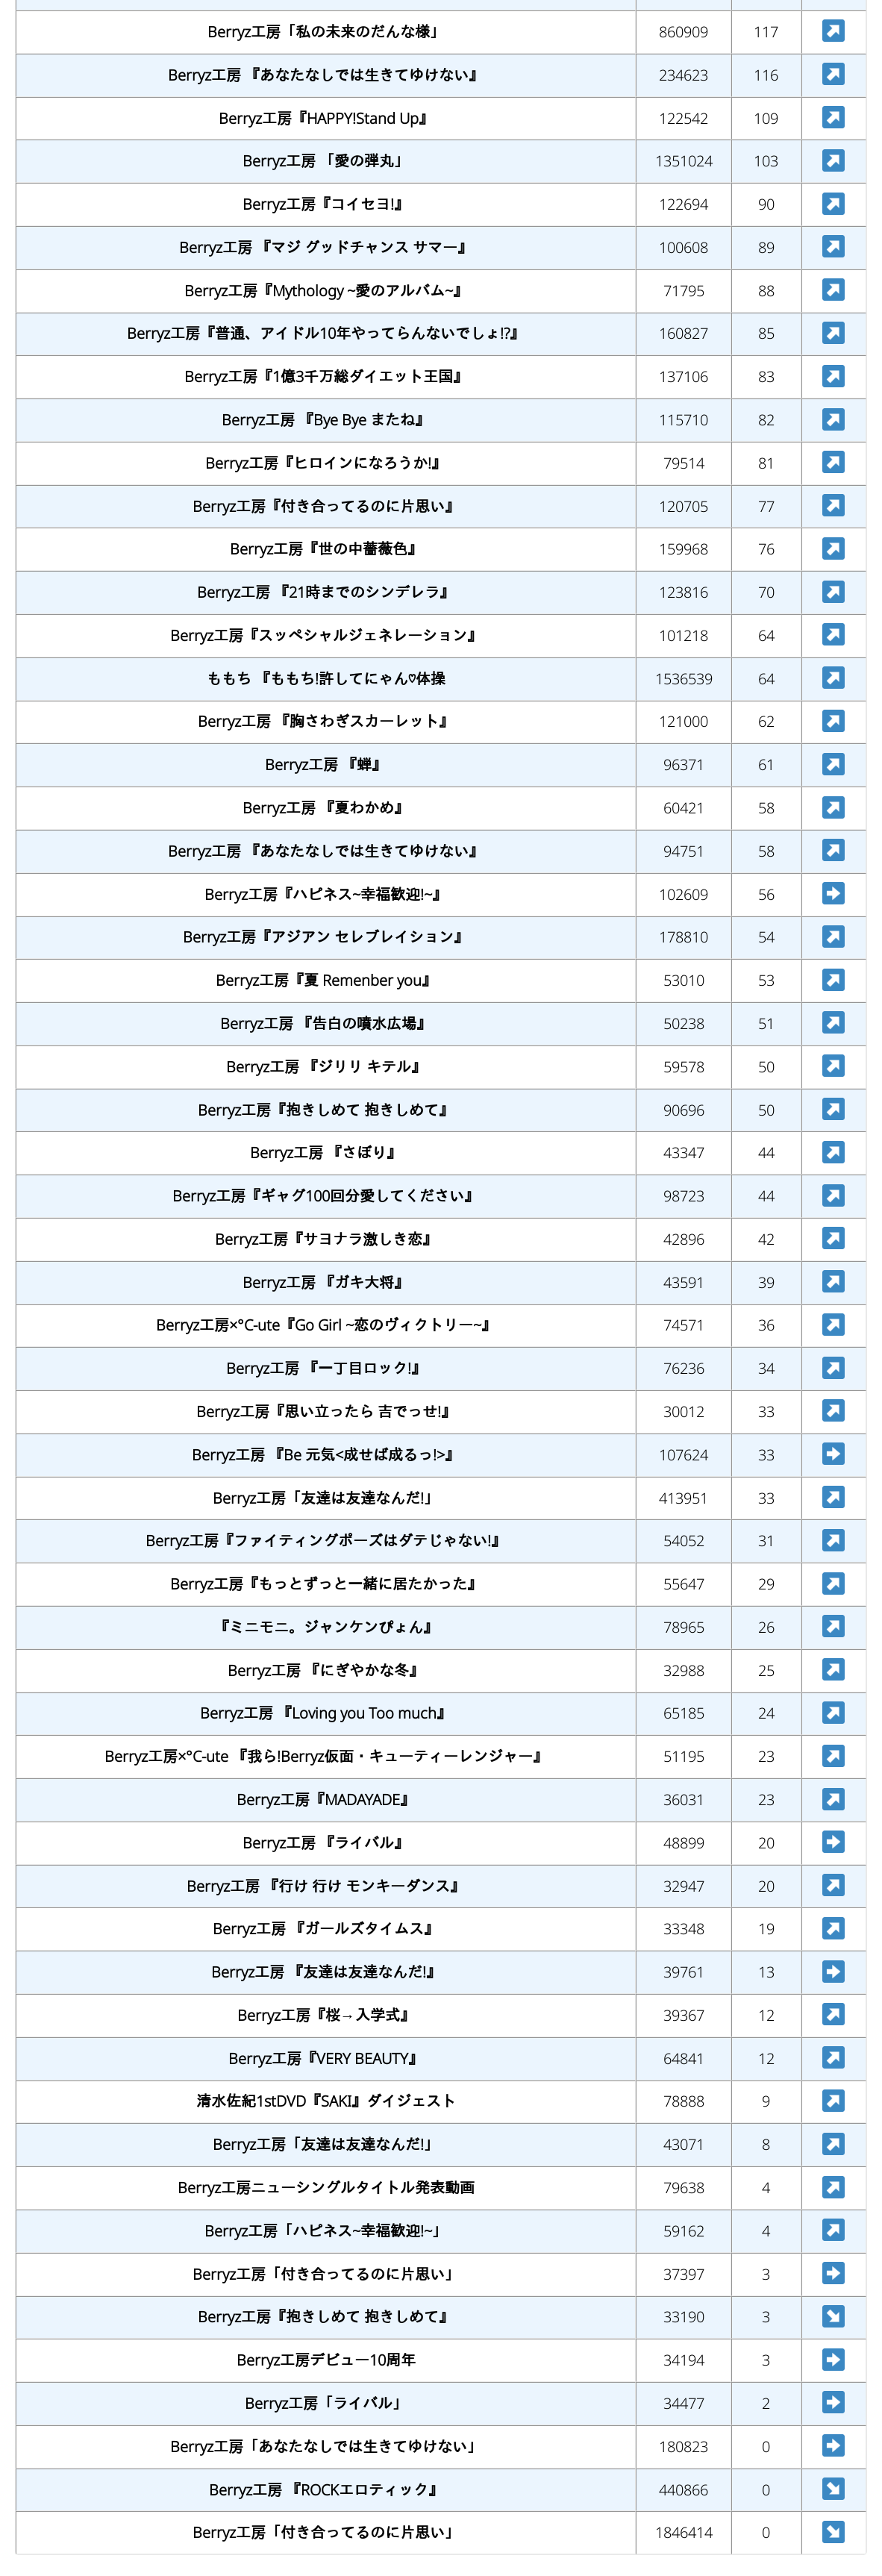 Berryz工房「私の未来のだんな様」 860909 117 ↗
Berryz工房 『あなたなしでは生きてゆけない』 234623 116 ↗
Berryz工房『HAPPY!Stand Up』 122542 109 ↗
Berryz工房 「愛の弾丸」 1351024 103 ↗
Berryz工房『コイセヨ!』 122694 90 ↗
Berryz工房 『マジ グッドチャンス サマー』 100608 89 ↗
Berryz工房『Mythology ~愛のアルバム~』 71795 88 ↗
Berryz工房『普通、アイドル10年やってらんないでしょ!?』 160827 85 ↗
Berryz工房『1億3千万総ダイエット王国』 137106 83 ↗
Berryz工房 『Bye Bye またね』 115710 82 ↗
Berryz工房『ヒロインになろうか!』 79514 81 ↗
Berryz工房『付き合ってるのに片思い』 120705 77 ↗
Berryz工房『世の中薔薇色』 159968 76 ↗
Berryz工房 『21時までのシンデレラ』 123816 70 ↗
Berryz工房『スッペシャルジェネレーション』 101218 64 ↗
ももち 『ももち!許してにゃん♡体操 1536539 64 ↗
Berryz工房 『胸さわぎスカーレット』 121000 62 ↗
Berryz工房 『蝉』 96371 61 ↗
Berryz工房 『夏わかめ』 60421 58 ↗
Berryz工房 『あなたなしでは生きてゆけない』 94751 58 ↗
Berryz工房『ハピネス~幸福歓迎!~』 102609 56 ➡
Berryz工房『アジアン セレブレイション』 178810 54 ↗
Berryz工房『夏 Remenber you』 53010 53 ↗
Berryz工房 『告白の噴水広場』 50238 51 ↗
Berryz工房 『ジリリ キテル』 59578 50 ↗
Berryz工房『抱きしめて 抱きしめて』 90696 50 ↗
Berryz工房 『さぼり』 43347 44 ↗
Berryz工房『ギャグ100回分愛してください』 98723 44 ↗
Berryz工房『サヨナラ激しき恋』 42896 42 ↗
Berryz工房 『ガキ大将』 43591 39 ↗
Berryz工房×°C-ute『Go Girl ~恋のヴィクトリー~』 74571 36 ↗
Berryz工房 『一丁目ロック!』 76236 34 ↗
Berryz工房『思い立ったら 吉でっせ!』 30012 33 ↗
Berryz工房 『Be 元気<成せば成るっ!>』 107624 33 ➡
Berryz工房「友達は友達なんだ!」 413951 33 ↗
Berryz工房『ファイティングポーズはダテじゃない!』 54052 31 ↗
Berryz工房『もっとずっと一緒に居たかった』 55647 29 ↗
『ミニモニ。ジャンケンぴょん』 78965 26 ↗
Berryz工房 『にぎやかな冬』 32988 25 ↗
Berryz工房 『Loving you Too much』 65185 24 ↗
Berryz工房×°C-ute 『我ら!Berryz仮面・キューティーレンジャー』 51195 23 ↗
Berryz工房『MADAYADE』 36031 23 ↗
Berryz工房 『ライバル』 48899 20 ➡
Berryz工房 『行け 行け モンキーダンス』 32947 20 ↗
Berryz工房 『ガールズタイムス』 33348 19 ↗
Berryz工房 『友達は友達なんだ!』 39761 13 ➡
Berryz工房『桜→入学式』 39367 12 ↗
Berryz工房『VERY BEAUTY』 64841 12 ↗
清水佐紀1stDVD『SAKI』ダイジェスト 78888 9 ↗
Berryz工房「友達は友達なんだ!」 43071 8 ↗
Berryz工房ニューシングルタイトル発表動画 79638 4 ↗
Berryz工房「ハピネス~幸福歓迎!~」 59162 4 ↗
Berryz工房「付き合ってるのに片思い」 37397 3 ➡
Berryz工房『抱きしめて 抱きしめて』 33190 3 ↘
Berryz工房デビュー10周年 34194 3 ➡
Berryz工房「ライバル」 34477 2 ➡
Berryz工房「あなたなしでは生きてゆけない」 180823 0 ➡
Berryz工房 『ROCKエロティック』 440866 0 ↘
Berryz工房「付き合ってるのに片思い」 1846414 0 ↘